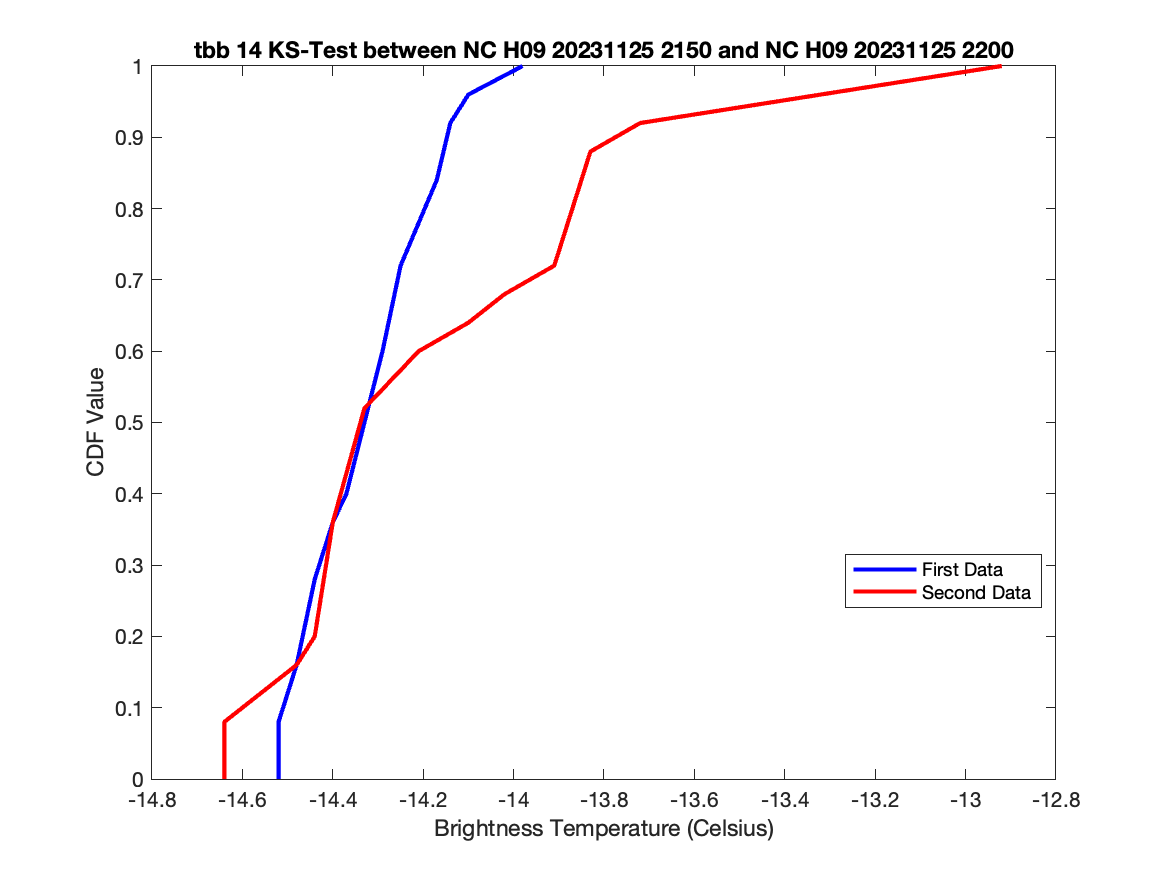 tbb 14 KS-Test between NC H09 20231125 2150 and NC H09 20231125 2200
1
0.9
0.8
0.7
0.6
0.5
0.4
0.3
0.2
0.1
0
CDF Value
First Data
Second Data
-14.8 -14.6 -14.4 -14.2 -14 -13.8 -13.6 -13.4 -13.2 -13 -12.8
Brightness Temperature (Celsius)